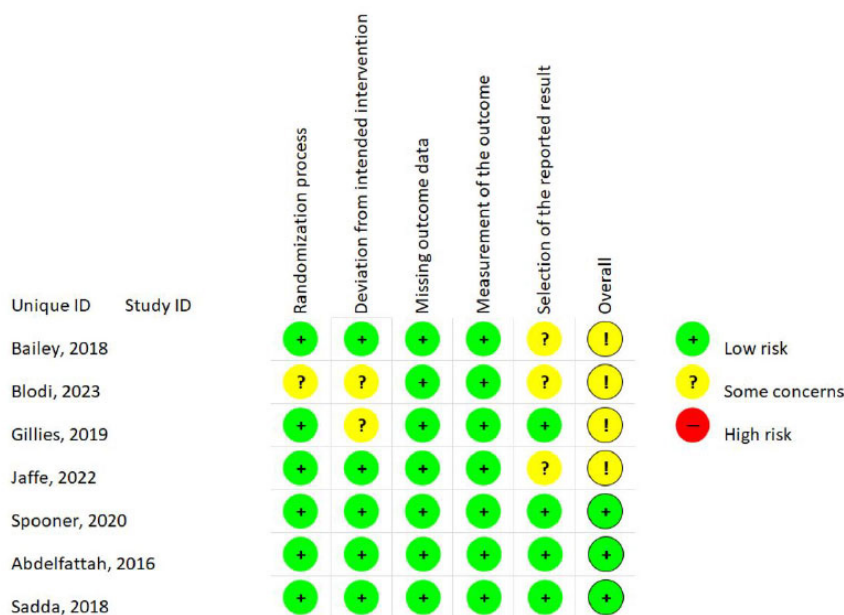 Randomization process
Deviation from intended intervention
Missing outcome data
Measurement of the outcome
Selection of the reported result
Overall
Unique ID Study ID
Bailey, 2018 + + + + ? !
Blodi, 2023 ? ? + + ? !
Gillies, 2019 + ? + + + !
Jaffe, 2022 + + + + ? !
Spooner, 2020 + + + + + +
Abdelfattah, 2016 + + + + + +
Sadda, 2018 + + + + + +
+ Low risk
? Some concerns
− High risk